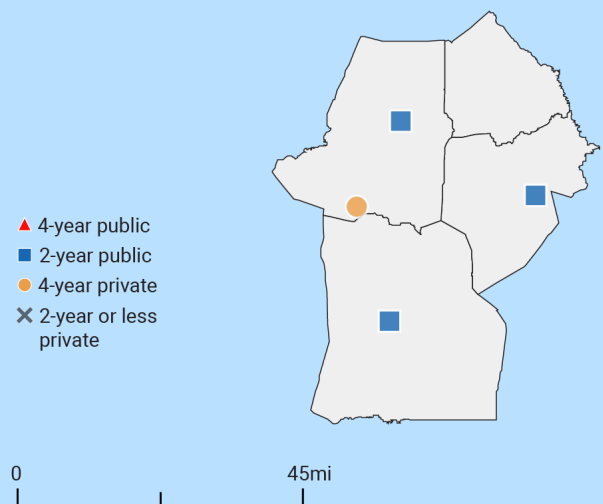 4-year public
2-year public
4-year private
2-year or less
private
0
45mi